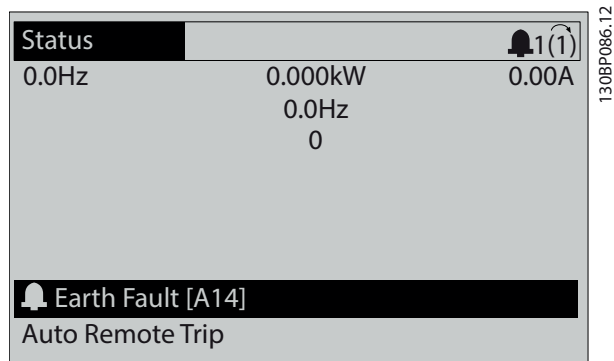 Status 1(1)
0.0Hz 0.000kW 0.00A
0.0Hz
0
Earth Fault [A14]
Auto Remote Trip
130BP086.12